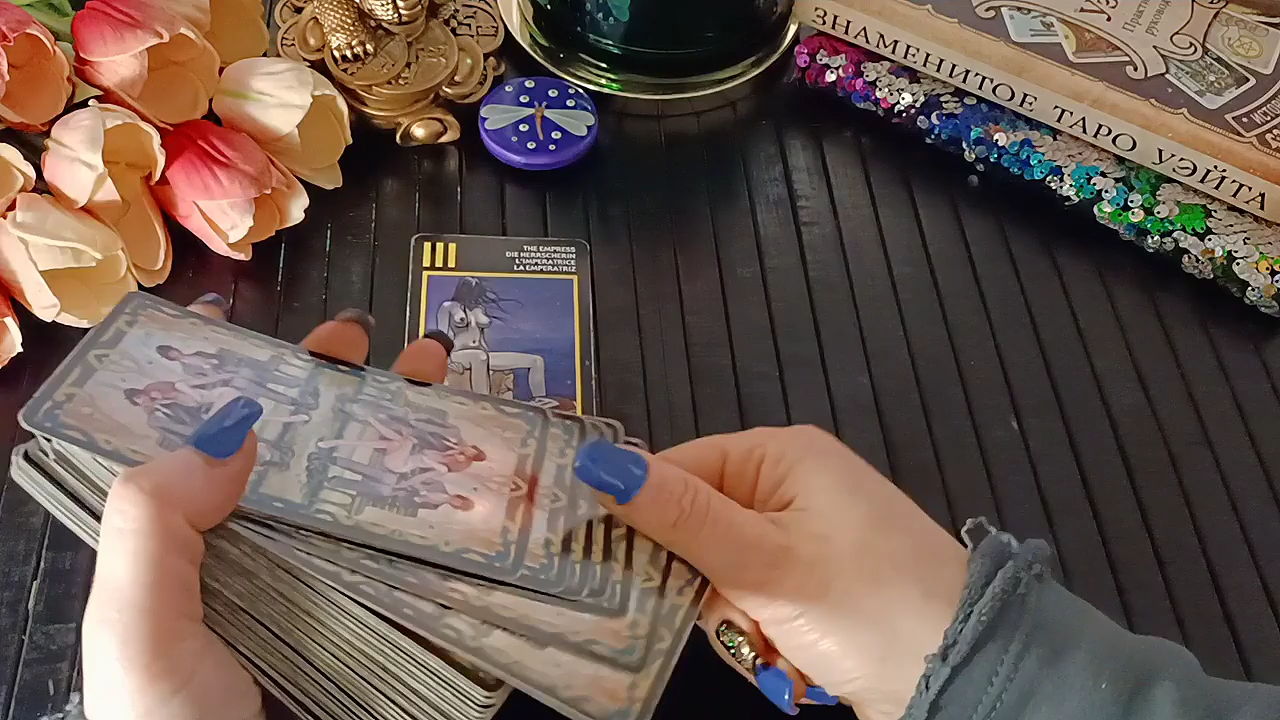 III
THE EMPRESS
DIE HERRSCHERIN
L'IMPERATRICE
LA EMPERATRIZ
ЗНАМЕНИТОЕ ТАРО УЭЙТА